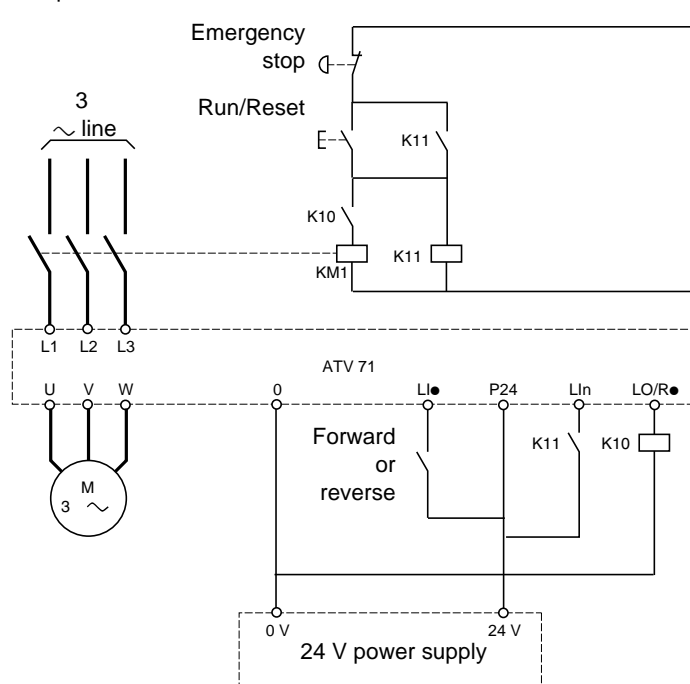 Emergency
stop
Run/Reset
3
~ line
K11
K10
KM1
K11
L1 L2 L3
ATV 71
U V W 0 LI● P24 LIn LO/R●
Forward
or
reverse
K11
K10
M
3 ~
0 V
24 V
24 V power supply